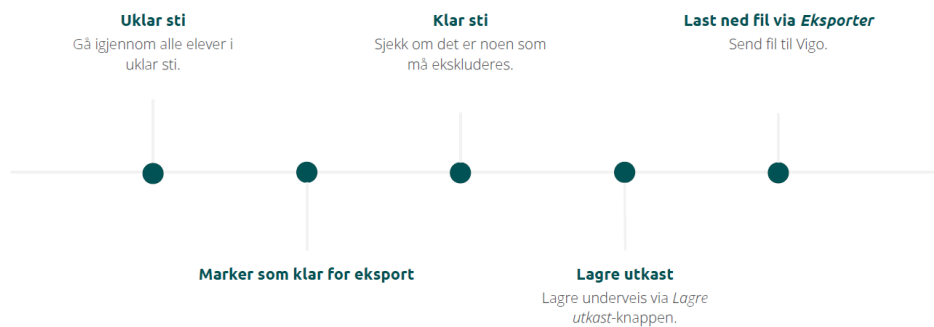 Uklar sti
Gå igjennom alle elever i
uklar sti.
Marker som klar for eksport
Klar sti
Sjekk om det er noen som
må ekskluderes.
Lagre utkast
Lagre underveis via Lagre
utkast-knappen.
Last ned fil via Eksporter
Send fil til Vigo.